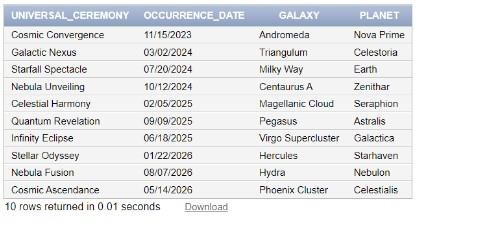 UNIVERSAL_CEREMONY OCCURRENCE_DATE GALAXY PLANET
Cosmic Convergence 11/15/2023 Andromeda Nova Prime
Galactic Nexus 03/02/2024 Triangulum Celestoria
Starfall Spectacle 07/20/2024 Milky Way Earth
Nebula Unveiling 10/12/2024 Centaurus A Zenithar
Celestial Harmony 02/05/2025 Magellanic Cloud Seraphion
Quantum Revelation 09/09/2025 Pegasus Astralis
Infinity Eclipse 06/18/2025 Virgo Supercluster Galactica
Stellar Odyssey 01/22/2026 Hercules Starhaven
Nebula Fusion 08/07/2026 Hydra Nebulon
Cosmic Ascendance 05/14/2026 Phoenix Cluster Celestialis
10 rows returned in 0.01 seconds Download